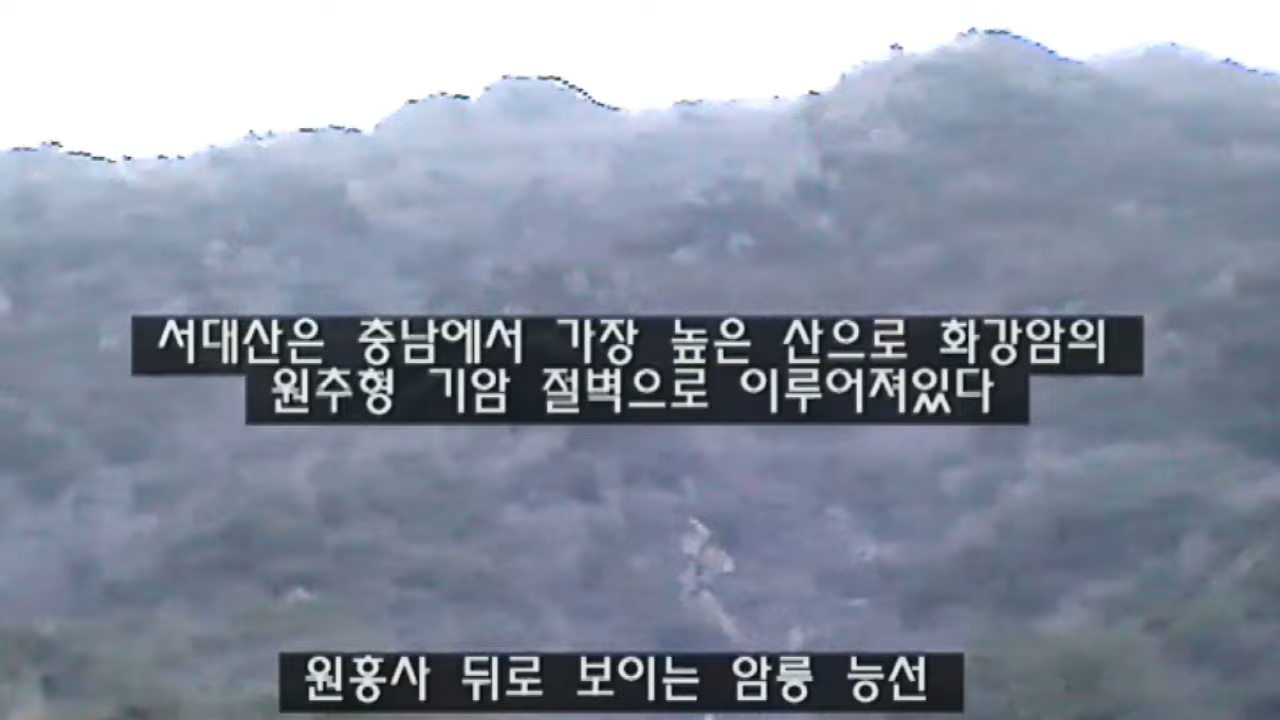 서대산은 충남에서 가장 높은 산으로 화강암의
원추형 기암 절벽으로 이루어져있다
원흥사 뒤로 보이는 암릉 능선